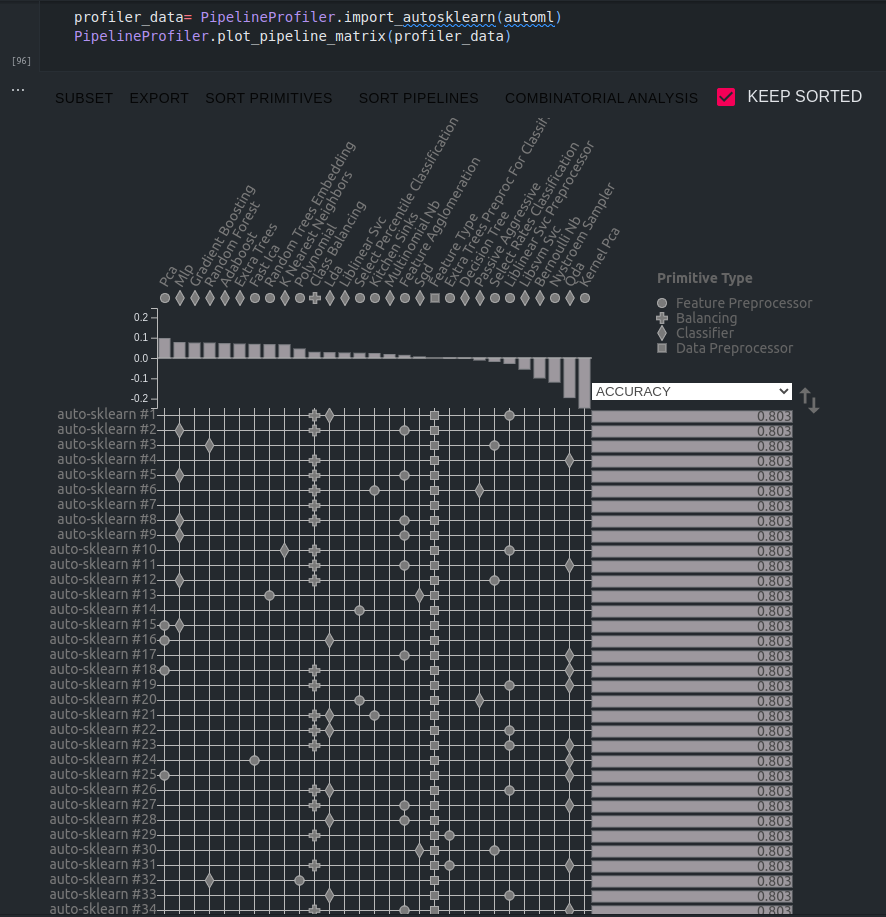 profiler_data= PipelineProfiler.import_autosklearn(automl)
PipelineProfiler.plot_pipeline_matrix(profiler_data)
[96]
...
SUBSET EXPORT SORT PRIMITIVES SORT PIPELINES COMBINATORIAL ANALYSIS KEEP SORTED
Pca
Mlp
Gradient Boosting
Random Forest
Adaboost
Extra Trees
Fast Ica
Random Trees Embedding
K Nearest Neighbors
Polynomial
Class Balancing
Lda
Liblinear Svc
Select Percentile Classification
Kitchen Sinks
Multinomial Nb
Feature Agglomeration
Sgd
Feature Type
Extra Trees Preproc For Classif
Decision Tree
Passive Aggressive
Select Rates Classification
Liblinear Svc Preprocessor
Libsvm Svc
Bernoulli Nb
Nystroem Sampler
Qda
Kernel Pca
Primitive Type
Feature Preprocessor
Balancing
Classifier
Data Preprocessor
0.2
0.1
0.0
-0.1
-0.2
ACCURACY
auto-sklearn #1 0.803
auto-sklearn #2 0.803
auto-sklearn #3 0.803
auto-sklearn #4 0.803
auto-sklearn #5 0.803
auto-sklearn #6 0.803
auto-sklearn #7 0.803
auto-sklearn #8 0.803
auto-sklearn #9 0.803
auto-sklearn #10 0.803
auto-sklearn #11 0.803
auto-sklearn #12 0.803
auto-sklearn #13 0.803
auto-sklearn #14 0.803
auto-sklearn #15 0.803
auto-sklearn #16 0.803
auto-sklearn #17 0.803
auto-sklearn #18 0.803
auto-sklearn #19 0.803
auto-sklearn #20 0.803
auto-sklearn #21 0.803
auto-sklearn #22 0.803
auto-sklearn #23 0.803
auto-sklearn #24 0.803
auto-sklearn #25 0.803
auto-sklearn #26 0.803
auto-sklearn #27 0.803
auto-sklearn #28 0.803
auto-sklearn #29 0.803
auto-sklearn #30 0.803
auto-sklearn #31 0.803
auto-sklearn #32 0.803
auto-sklearn #33 0.803
auto-sklearn #34 0.803